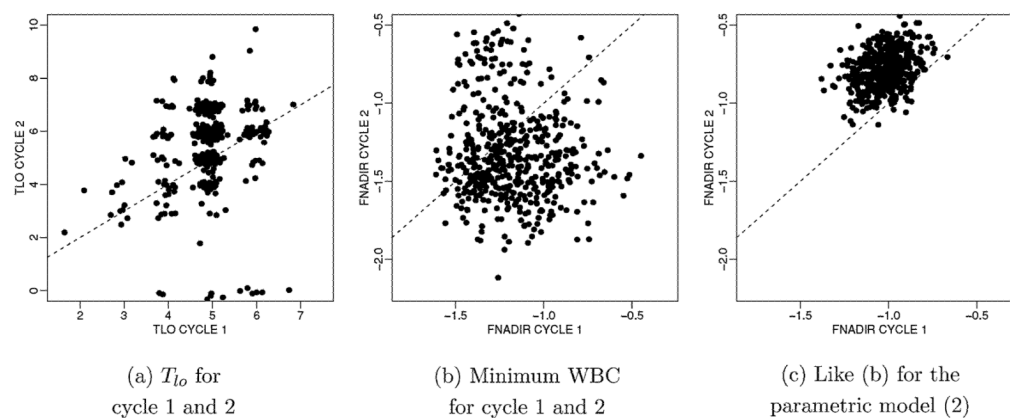 TLO CYCLE 2
10
8
6
4
2
0
2
3
4
5
6
7
TLO CYCLE 1
FNADIR CYCLE 2
-0.5
-1.0
-1.5
-2.0
-1.5
-1.0
-0.5
FNADIR CYCLE 1
FNADIR CYCLE 2
-0.5
-1.0
-1.5
-2.0
-1.5
-1.0
-0.5
FNADIR CYCLE 1
(a) T_lo for
cycle 1 and 2
(b) Minimum WBC
for cycle 1 and 2
(c) Like (b) for the
parametric model (2)